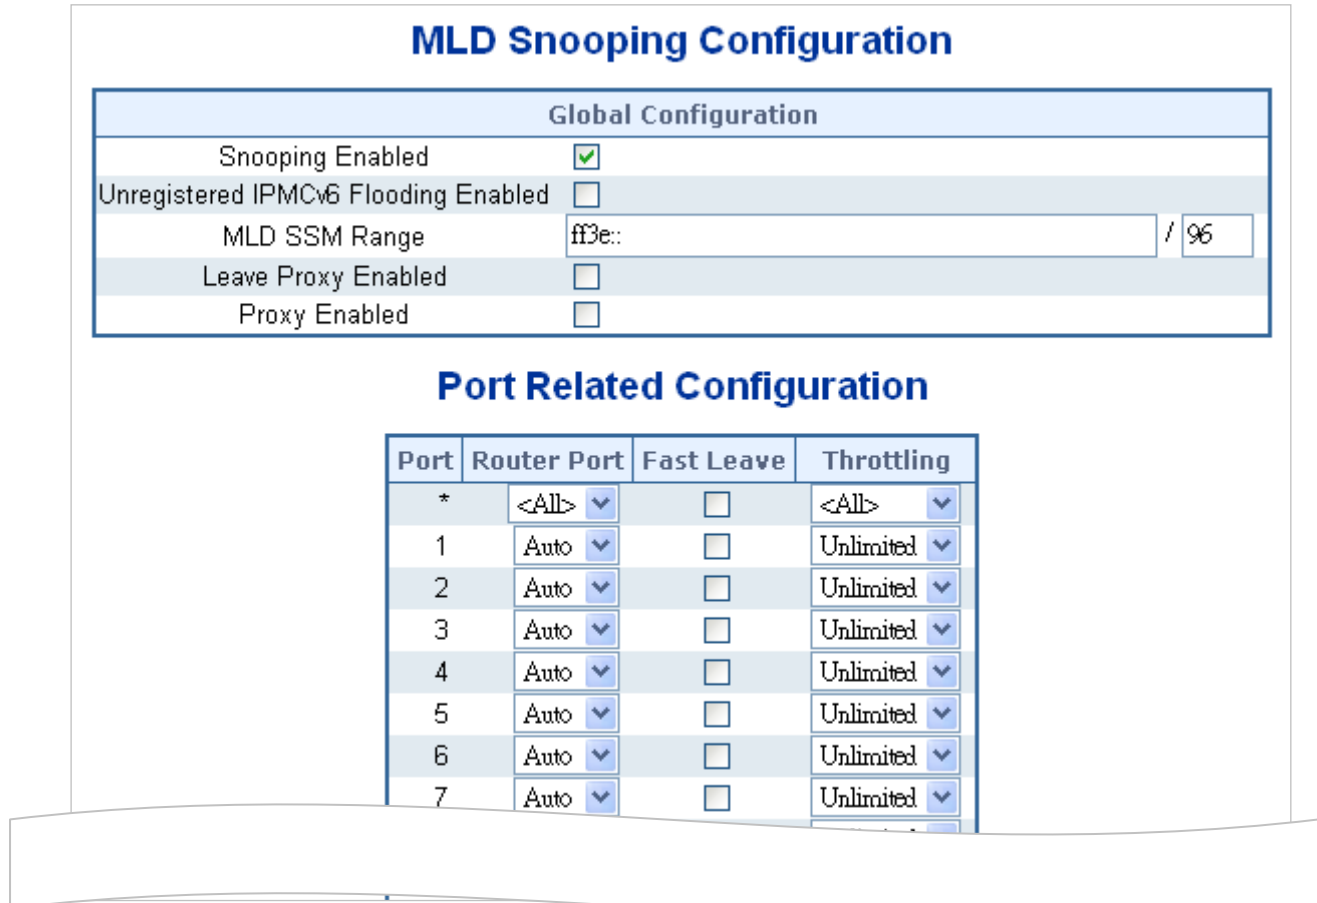 MLD Snooping Configuration
Global Configuration
Snooping Enabled
Unregistered IPMCv6 Flooding Enabled
MLD SSM Range ff3e:: / 96
Leave Proxy Enabled
Proxy Enabled
Port Related Configuration
Port Router Port Fast Leave Throttling
* <All> <All>
1 Auto Unlimited
2 Auto Unlimited
3 Auto Unlimited
4 Auto Unlimited
5 Auto Unlimited
6 Auto Unlimited
7 Auto Unlimited